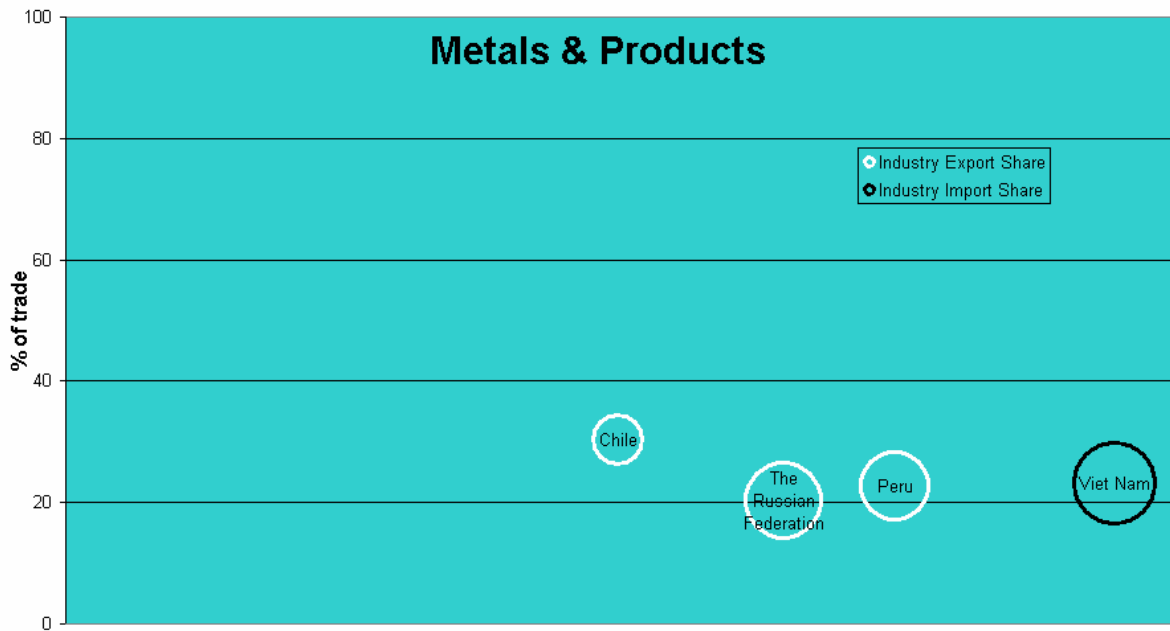 Metals & Products
100
80
60
40
20
0
% of trade
Industry Export Share
Industry Import Share
Chile
The
Russian
Federation
Peru
Viet Nam